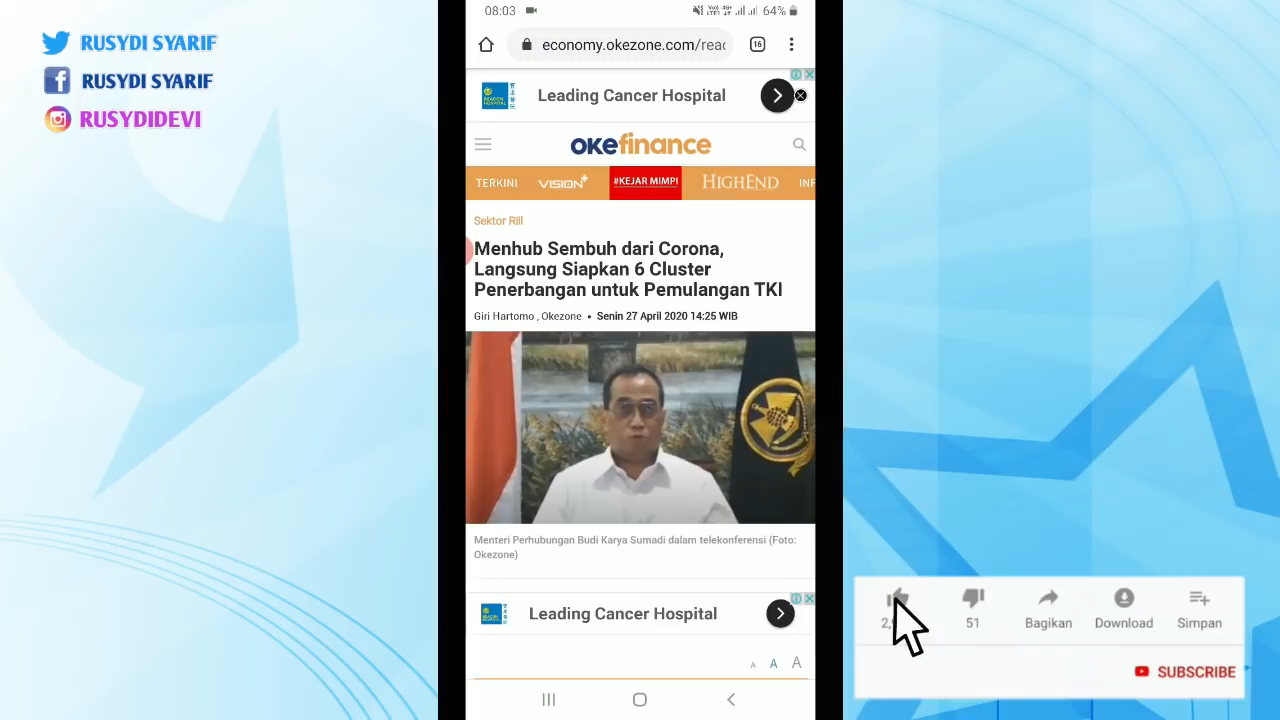 RUSYDI SYARIF
RUSYDI SYARIF
RUSYDIDEVI
08:03
64%
economy.okezone.com/read
16
Leading Cancer Hospital
okefinance
TERKINI
VISION+
#KEJAR MIMPI
HIGHEND
INF
Sektor Riil
Menhub Sembuh dari Corona,
Langsung Siapkan 6 Cluster
Penerbangan untuk Pemulangan TKI
Giri Hartomo , Okezone • Senin 27 April 2020 14:25 WIB
Menteri Perhubungan Budi Karya Sumadi dalam telekonferensi (Foto:
Okezone)
Leading Cancer Hospital
A A A
51
Bagikan
Download
Simpan
SUBSCRIBE